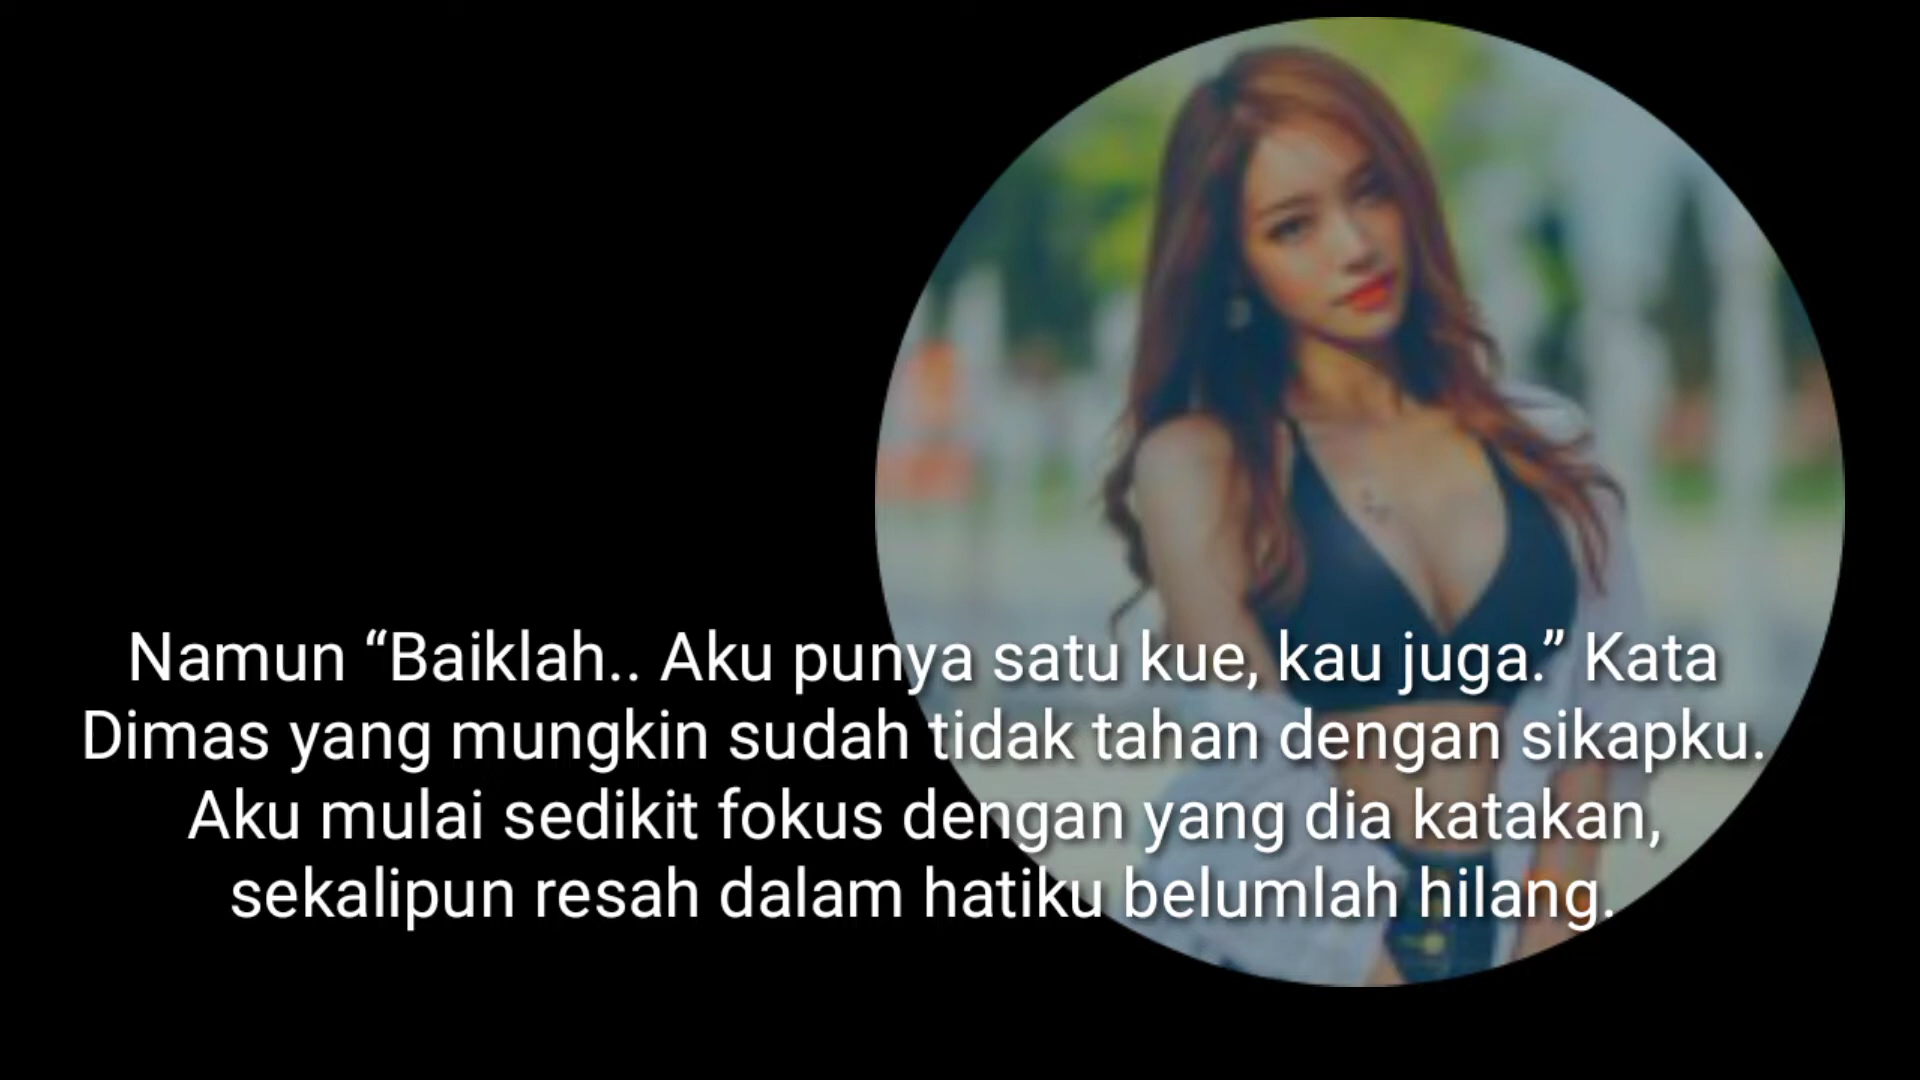 Namun “Baiklah.. Aku punya satu kue, kau juga.” Kata
Dimas yang mungkin sudah tidak tahan dengan sikapku.
Aku mulai sedikit fokus dengan yang dia katakan,
sekalipun resah dalam hatiku belumlah hilang.